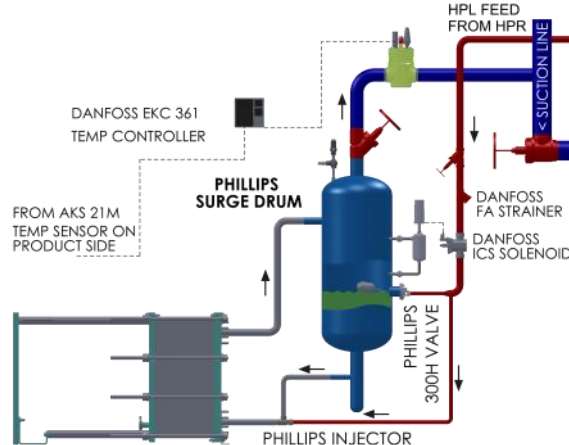 HPL FEED
FROM HPR
< SUCTION LINE
DANFOSS EKC 361
TEMP CONTROLLER
PHILLIPS
SURGE DRUM
DANFOSS
FA STRAINER
FROM AKS 21M
TEMP SENSOR ON
PRODUCT SIDE
DANFOSS
ICS SOLENOID
PHILLIPS
300H VALVE
PHILLIPS INJECTOR